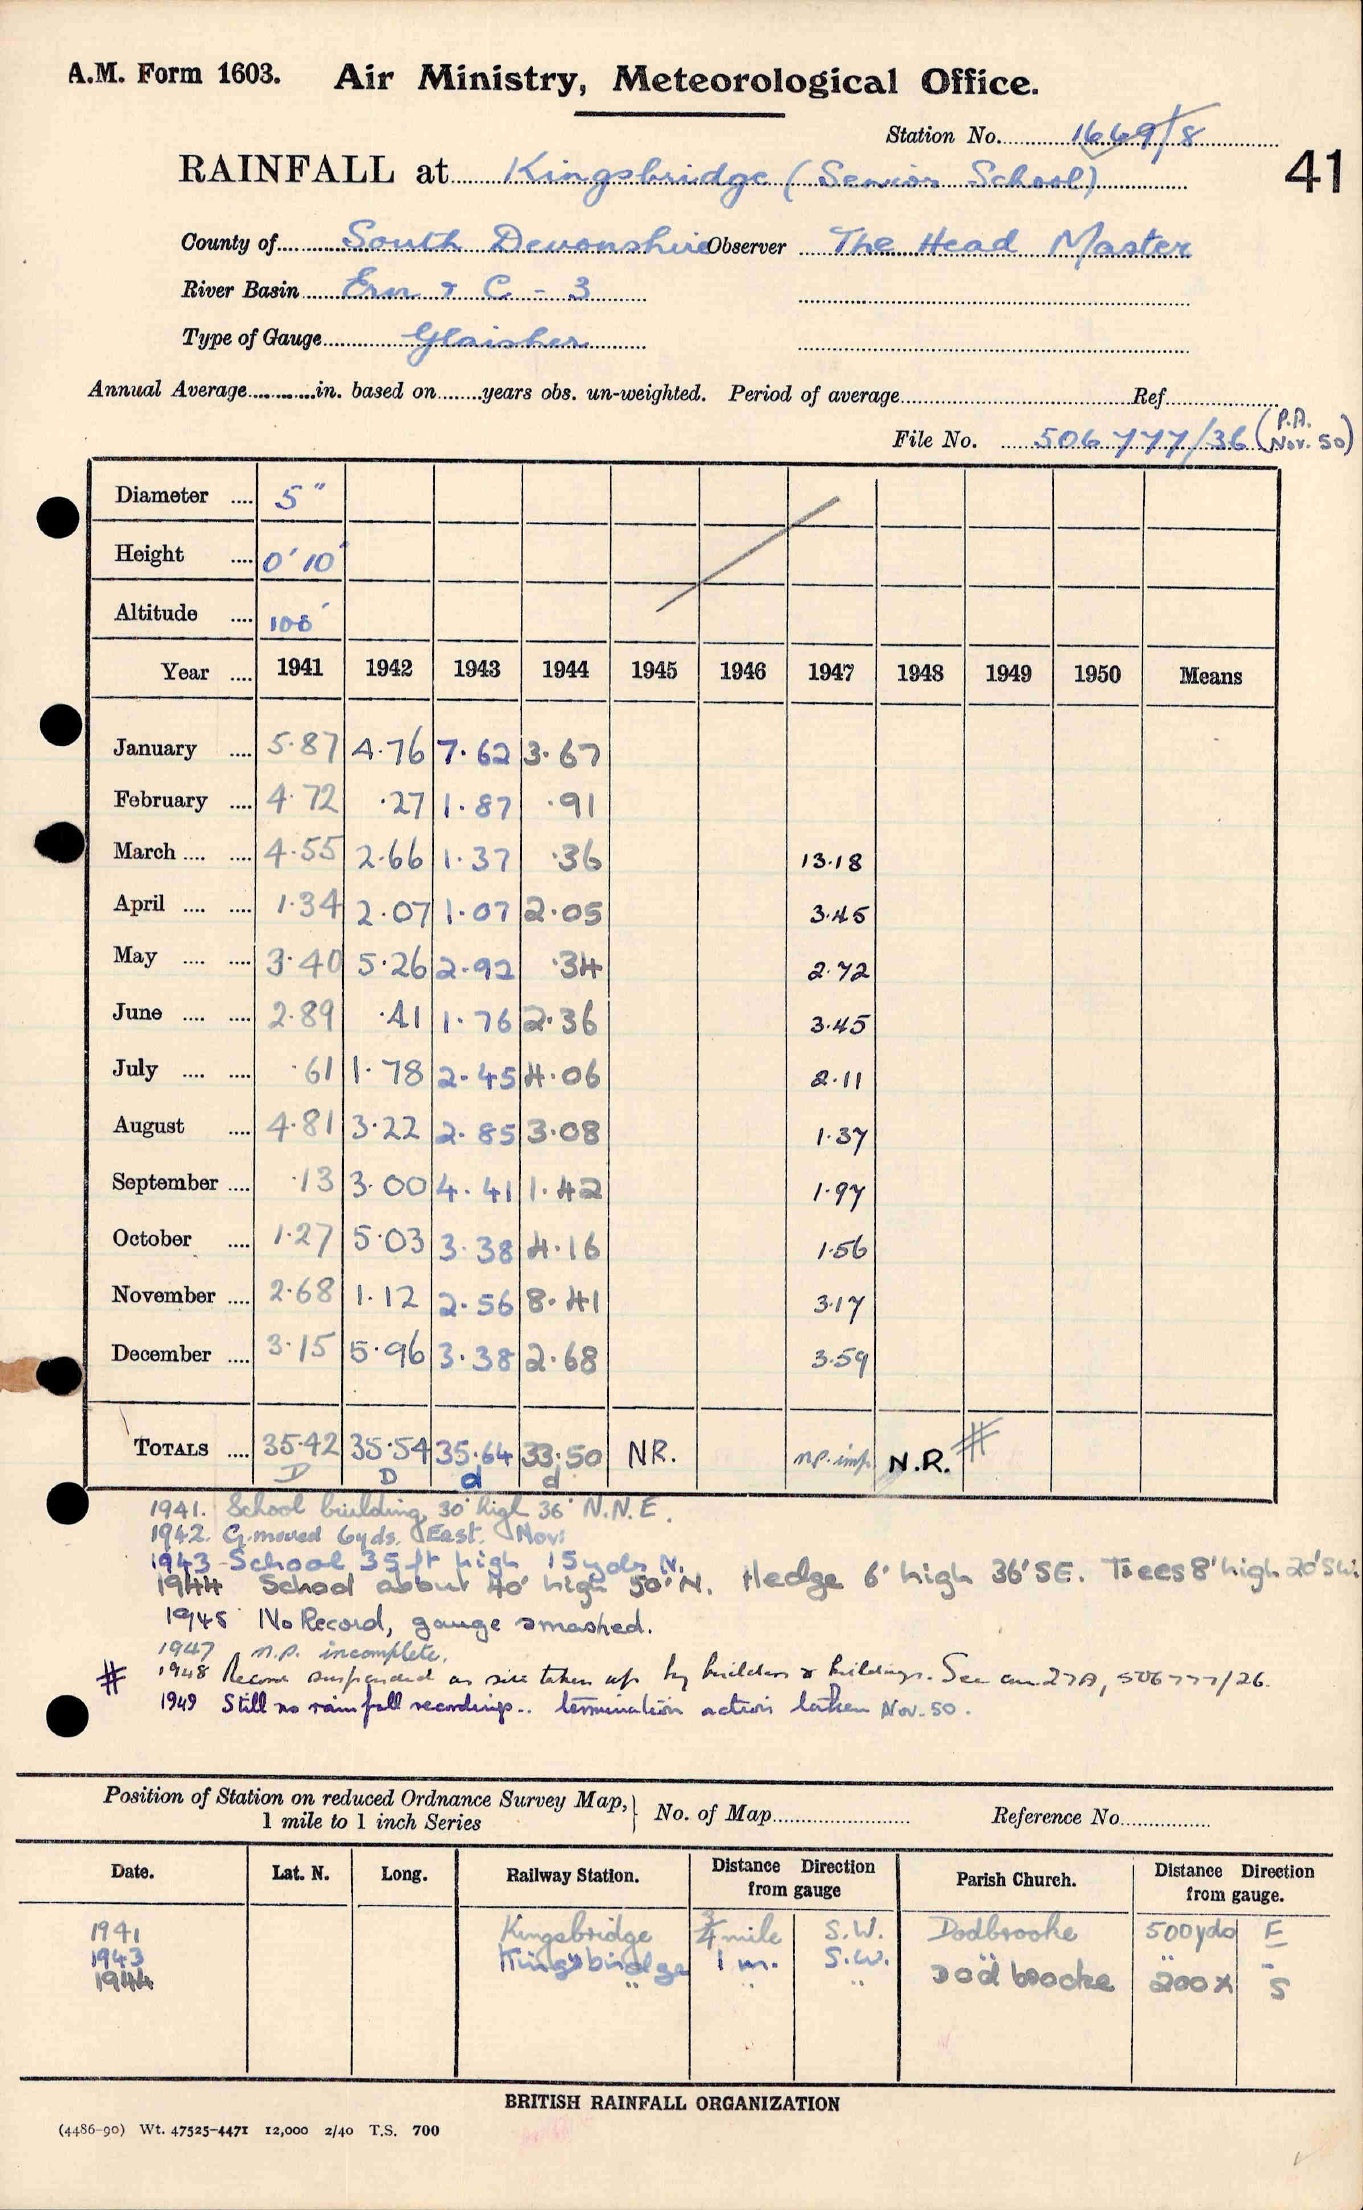 A.M. Form 1603. Air Ministry, Meteorological Office.
Station No. 1669/8
41
RAINFALL at Kingsbridge (Senior School)
County of South Devonshire Observer The Head Master
River Basin Erm & C - 3
Type of Gauge Glaisher
Annual Average in. based on years obs. un-weighted. Period of average Ref
File No. 506777/36 (P.A. Nov. 50)
Diameter 5"
Height 0'10"
Altitude 108'
Year 1941 1942 1943 1944 1945 1946 1947 1948 1949 1950 Means
January 5.87 4.76 7.62 3.67
February 4.72 .27 1.87 .91
March 4.55 2.66 1.37 .36 13.18
April 1.34 2.07 1.07 2.05 3.45
May 3.40 5.26 2.92 .34 2.72
June 2.89 .41 1.76 2.36 3.45
July .61 1.78 2.45 4.06 2.11
August 4.81 3.22 2.85 3.08 1.37
September .13 3.00 4.41 1.42 1.97
October 1.27 5.03 3.38 4.16 1.56
November 2.68 1.12 2.56 8.41 3.17
December 3.15 5.96 3.38 2.68 3.59
TOTALS 35.42 35.54 35.64 33.50 NR. n.p. imp. N.R. #
D D d d
1941. School building 30' high 36' N.N.E.
1942. G. moved 6yds. East. Nov:
1943 School 35ft high 15yds N.
1944 School about 40' high 50' N. Hedge 6' high 36' SE. Trees 8' high 20' SW.
1945 No Record, gauge smashed.
1947 n.p. incomplete.
# 1948 Record suspended as site taken up by builders & buildings. See 27A, 506777/26.
1949 Still no rainfall recordings.. termination action taken Nov. 50.
Position of Station on reduced Ordnance Survey Map, 1 mile to 1 inch Series } No. of Map Reference No.
Date. Lat. N. Long. Railway Station. Distance Direction from gauge Parish Church. Distance Direction from gauge.
1941 Kingsbridge 3/4 mile S.W. Dodbrooke 500yds E
1943 Kingsbridge 1 m. S.W. " "
1944 " " " Dodbrooke 200x S
BRITISH RAINFALL ORGANIZATION
(4486-90) Wt. 47525-4471 12,000 2/40 T.S. 700